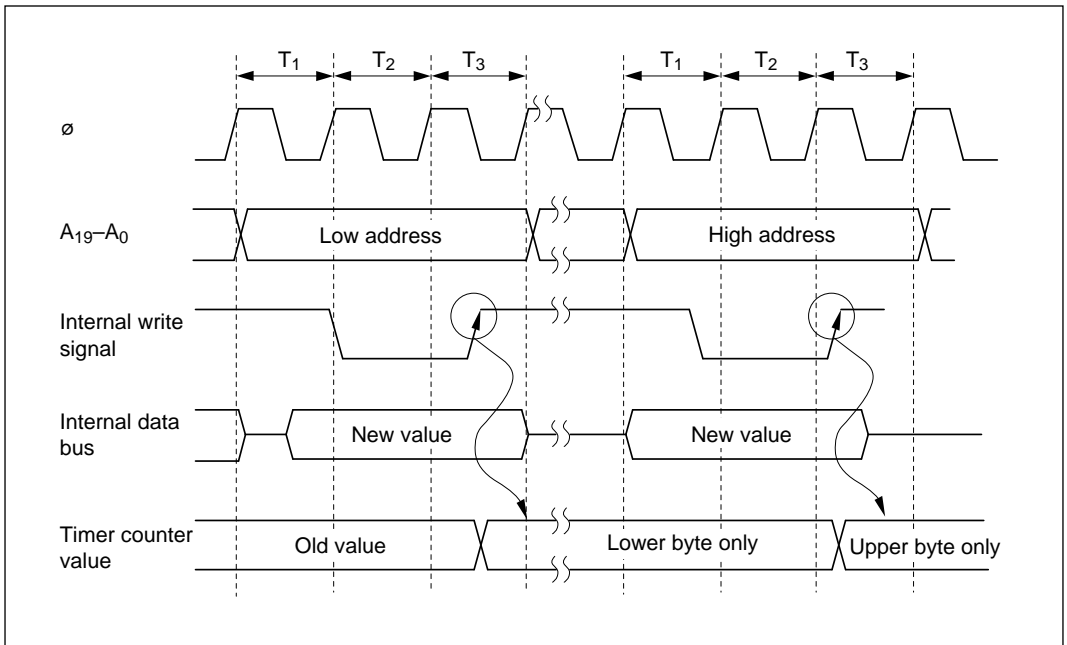 T1 T2 T3 T1 T2 T3
ø
A19–A0
Low address
High address
Internal write
signal
Internal data
bus
New value
New value
Timer counter
value
Old value
Lower byte only
Upper byte only